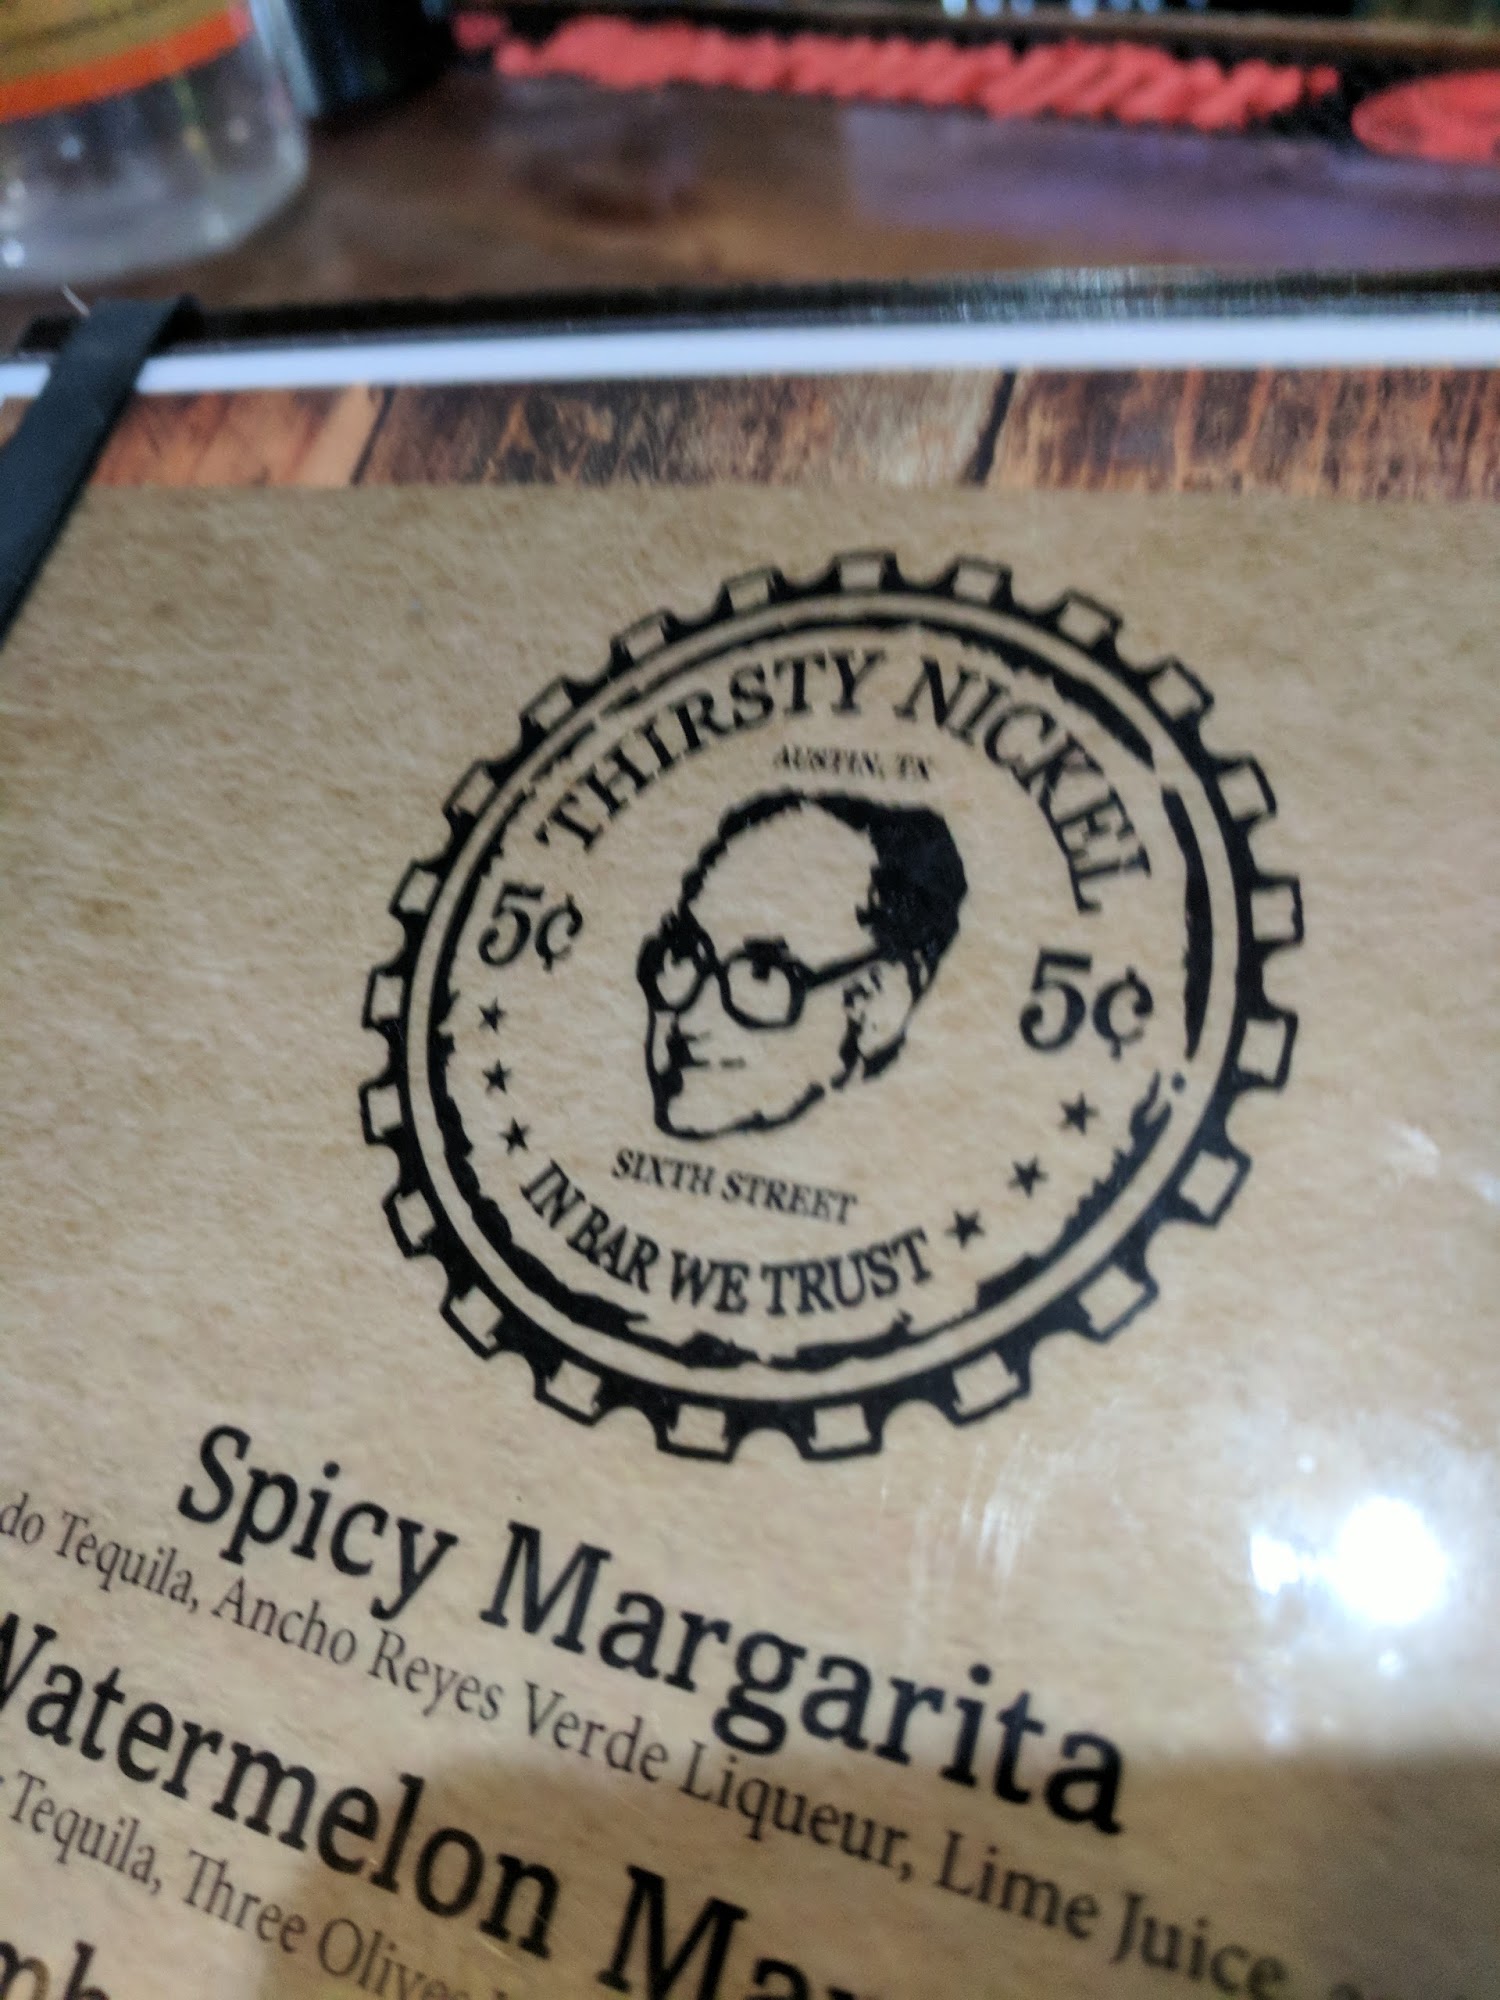 THIRSTY NICKEL
AUSTIN, TX
5¢ 5¢
SIXTH STREET
IN BAR WE TRUST
Spicy Margarita
do Tequila, Ancho Reyes Verde Liqueur, Lime Juice,
Watermelon Mar
Tequila, Three Olives